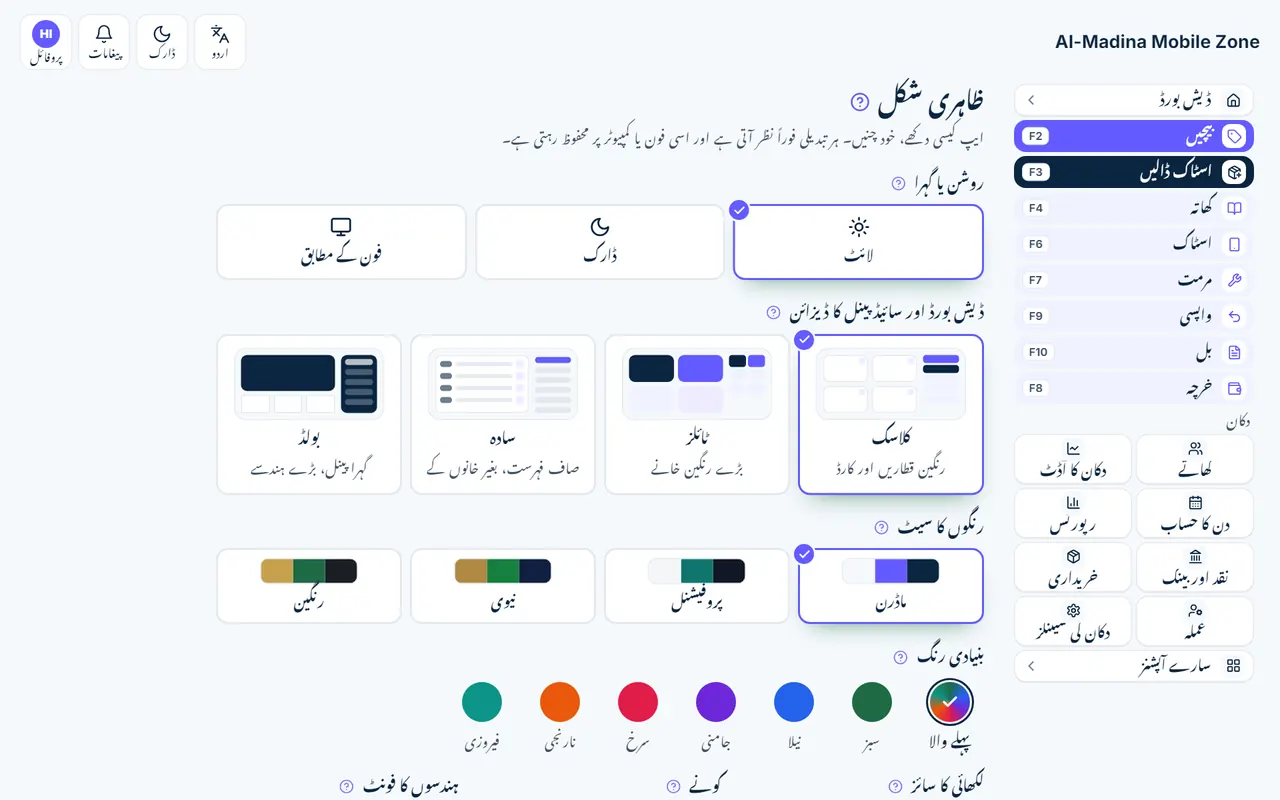 Al-Madina Mobile Zone
اردو
ڈارک
پیغامات
HI
پروفائل
ڈیش بورڈ
بیچیں F2
اسٹاک ڈالیں F3
کھاتہ F4
اسٹاک F6
مرمت F7
واپسی F9
بل F10
خرچہ F8
دکان
کھاتے
دکان کا آڈٹ
دن کا حساب
رپورٹس
نقد اور بینک
خریداری
عملہ
دکان کی سیٹنگز
سارے آپشنز
ظاہری شکل
ایپ کیسی دکھے، خود چنیں۔ ہر تبدیلی فوراً نظر آتی ہے اور اسی فون یا کمپیوٹر پر محفوظ رہتی ہے۔
روشن یا گہرا
لائٹ
ڈارک
فون کے مطابق
ڈیش بورڈ اور سائیڈ پینل کا ڈیزائن
کلاسک
رنگین قطاریں اور کارڈ
ٹائلز
بڑے رنگین خانے
سادہ
صاف فہرست، بغیر خانوں کے
بولڈ
گہرا پینل، بڑے ہندسے
رنگوں کا سیٹ
ماڈرن
پروفیشنل
نیوی
رنگین
بنیادی رنگ
پہلے والا
سبز
نیلا
جامنی
سرخ
نارنجی
فیروزی
لکھائی کا سائز
کونے
ہندسوں کا فونٹ